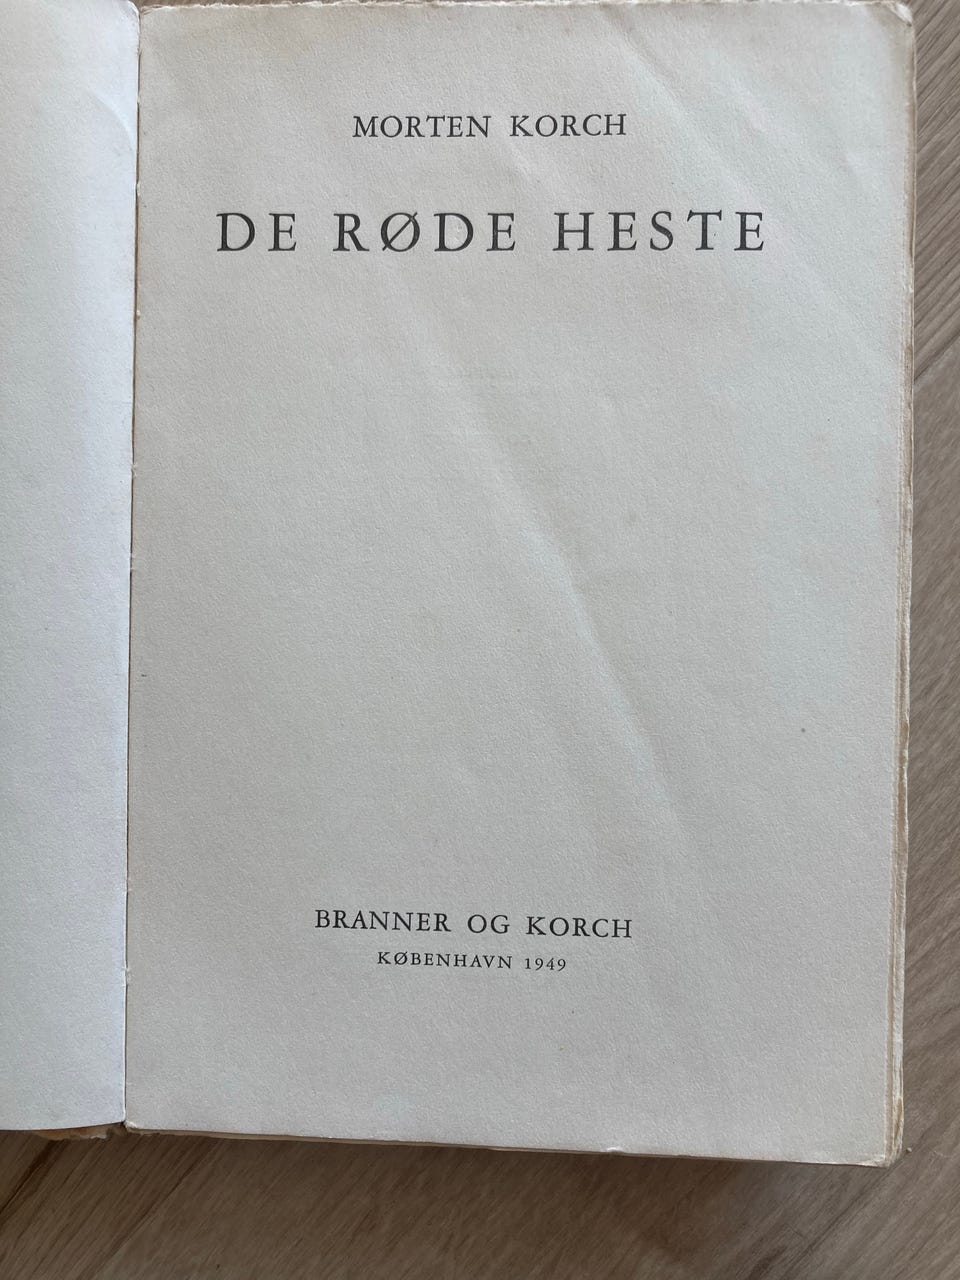 MORTEN KORCH
DE RØDE HESTE
BRANNER OG KORCH
KØBENHAVN 1949